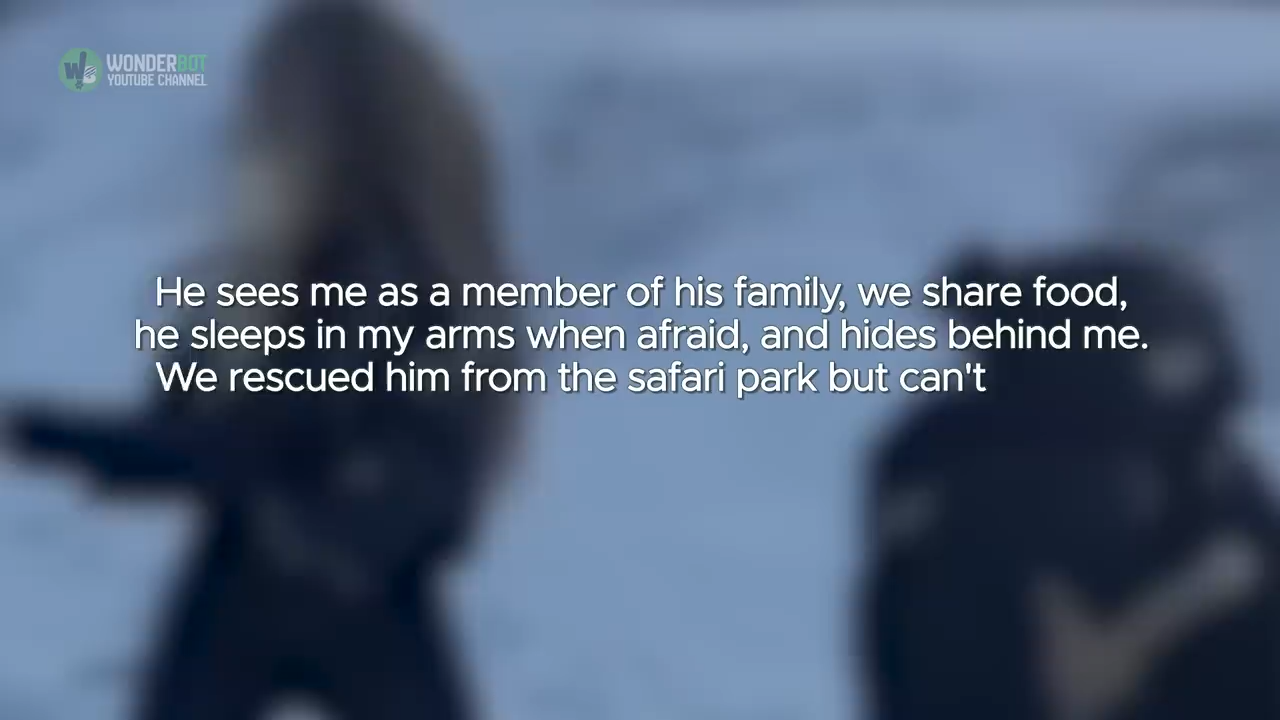 WONDERBOT
YOUTUBE CHANNEL
He sees me as a member of his family, we share food,
he sleeps in my arms when afraid, and hides behind me.
We rescued him from the safari park but can't